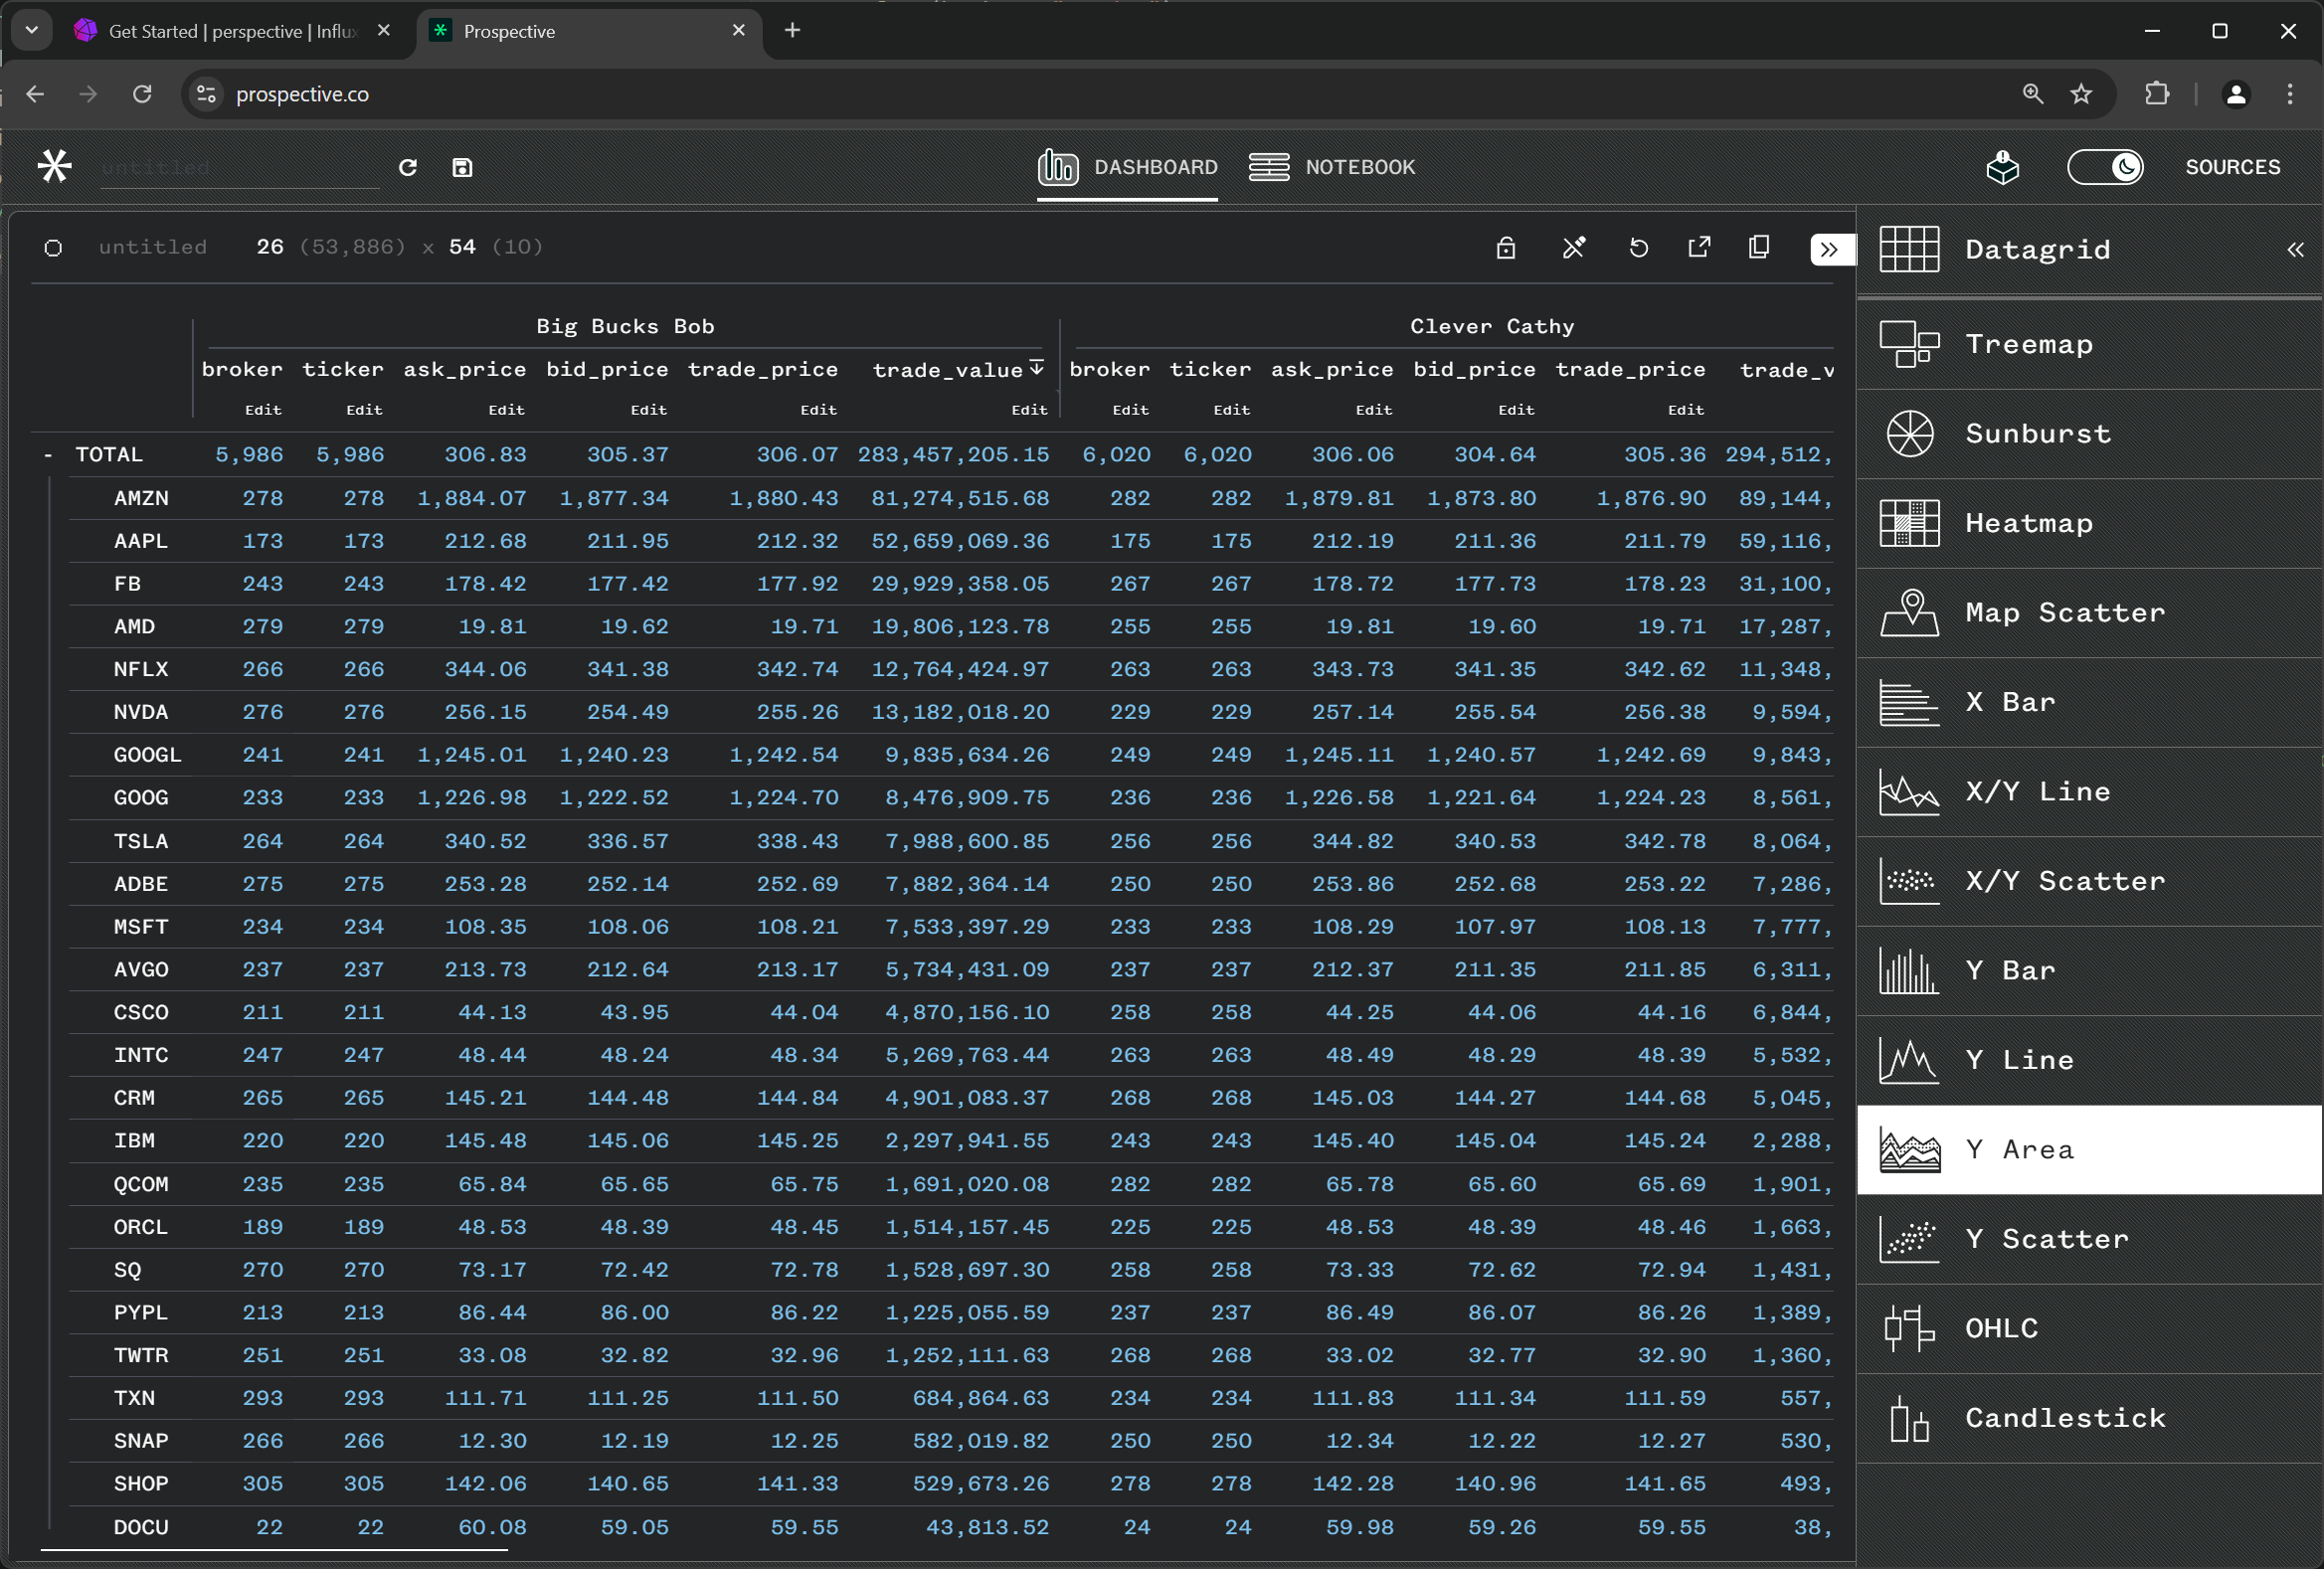 Get Started | perspective | Influx
Prospective
prospective.co
untitled
DASHBOARD
NOTEBOOK
SOURCES
untitled 26 (53,886) x 54 (10)
Big Bucks Bob Clever Cathy
broker ticker ask_price bid_price trade_price trade_value broker ticker ask_price bid_price trade_price trade_v
Edit Edit Edit Edit Edit Edit Edit Edit Edit Edit Edit
- TOTAL 5,986 5,986 306.83 305.37 306.07 283,457,205.15 6,020 6,020 306.06 304.64 305.36 294,512,
AMZN 278 278 1,884.07 1,877.34 1,880.43 81,274,515.68 282 282 1,879.81 1,873.80 1,876.90 89,144,
AAPL 173 173 212.68 211.95 212.32 52,659,069.36 175 175 212.19 211.36 211.79 59,116,
FB 243 243 178.42 177.42 177.92 29,929,358.05 267 267 178.72 177.73 178.23 31,100,
AMD 279 279 19.81 19.62 19.71 19,806,123.78 255 255 19.81 19.60 19.71 17,287,
NFLX 266 266 344.06 341.38 342.74 12,764,424.97 263 263 343.73 341.35 342.62 11,348,
NVDA 276 276 256.15 254.49 255.26 13,182,018.20 229 229 257.14 255.54 256.38 9,594,
GOOGL 241 241 1,245.01 1,240.23 1,242.54 9,835,634.26 249 249 1,245.11 1,240.57 1,242.69 9,843,
GOOG 233 233 1,226.98 1,222.52 1,224.70 8,476,909.75 236 236 1,226.58 1,221.64 1,224.23 8,561,
TSLA 264 264 340.52 336.57 338.43 7,988,600.85 256 256 344.82 340.53 342.78 8,064,
ADBE 275 275 253.28 252.14 252.69 7,882,364.14 250 250 253.86 252.68 253.22 7,286,
MSFT 234 234 108.35 108.06 108.21 7,533,397.29 233 233 108.29 107.97 108.13 7,777,
AVGO 237 237 213.73 212.64 213.17 5,734,431.09 237 237 212.37 211.35 211.85 6,311,
CSCO 211 211 44.13 43.95 44.04 4,870,156.10 258 258 44.25 44.06 44.16 6,844,
INTC 247 247 48.44 48.24 48.34 5,269,763.44 263 263 48.49 48.29 48.39 5,532,
CRM 265 265 145.21 144.48 144.84 4,901,083.37 268 268 145.03 144.27 144.68 5,045,
IBM 220 220 145.48 145.06 145.25 2,297,941.55 243 243 145.40 145.04 145.24 2,288,
QCOM 235 235 65.84 65.65 65.75 1,691,020.08 282 282 65.78 65.60 65.69 1,901,
ORCL 189 189 48.53 48.39 48.45 1,514,157.45 225 225 48.53 48.39 48.46 1,663,
SQ 270 270 73.17 72.42 72.78 1,528,697.30 258 258 73.33 72.62 72.94 1,431,
PYPL 213 213 86.44 86.00 86.22 1,225,055.59 237 237 86.49 86.07 86.26 1,389,
TWTR 251 251 33.08 32.82 32.96 1,252,111.63 268 268 33.02 32.77 32.90 1,360,
TXN 293 293 111.71 111.25 111.50 684,864.63 234 234 111.83 111.34 111.59 557,
SNAP 266 266 12.30 12.19 12.25 582,019.82 250 250 12.34 12.22 12.27 530,
SHOP 305 305 142.06 140.65 141.33 529,673.26 278 278 142.28 140.96 141.65 493,
DOCU 22 22 60.08 59.05 59.55 43,813.52 24 24 59.98 59.26 59.55 38,
Datagrid
Treemap
Sunburst
Heatmap
Map Scatter
X Bar
X/Y Line
X/Y Scatter
Y Bar
Y Line
Y Area
Y Scatter
OHLC
Candlestick